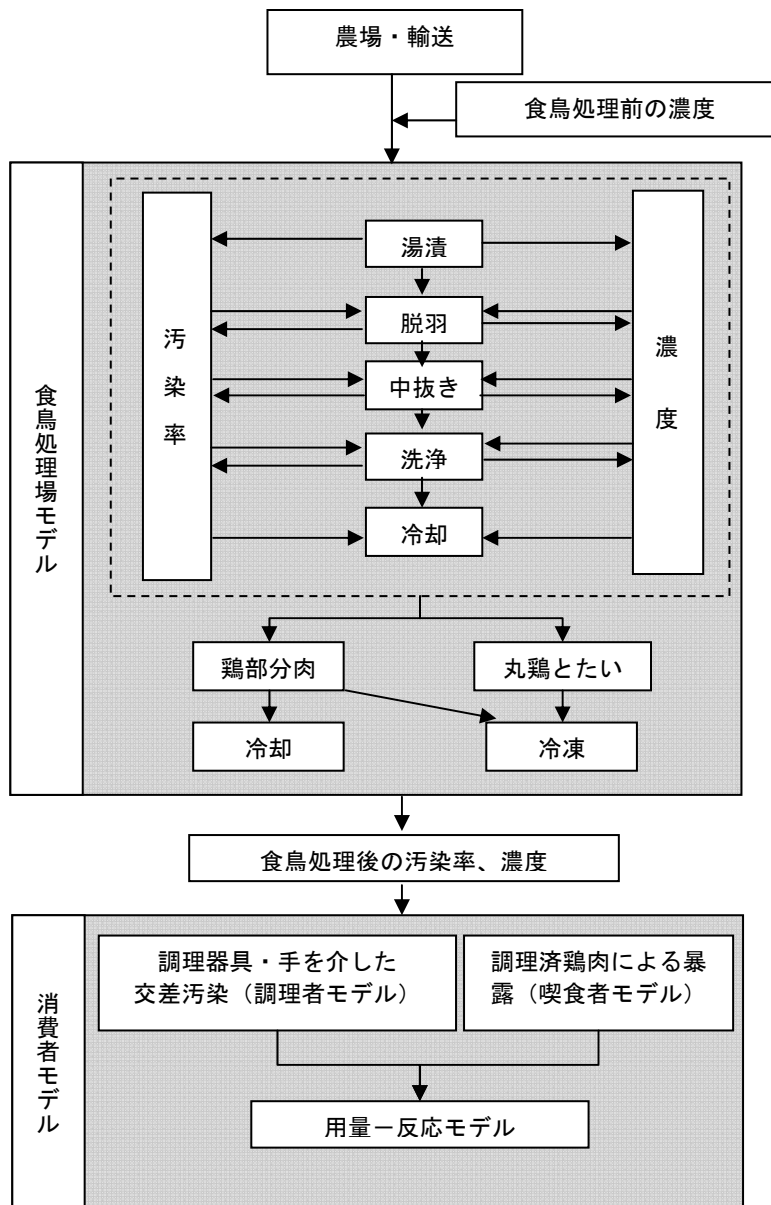 農場・輸送
食鳥処理前の濃度
食鳥処理場モデル
汚染率
湯漬
脱羽
中抜き
洗浄
冷却
濃度
鶏部分肉
丸鶏とたい
冷却
冷凍
食鳥処理後の汚染率、濃度
消費者モデル
調理器具・手を介した
交差汚染（調理者モデル）
調理済鶏肉による暴
露（喫食者モデル）
用量－反応モデル